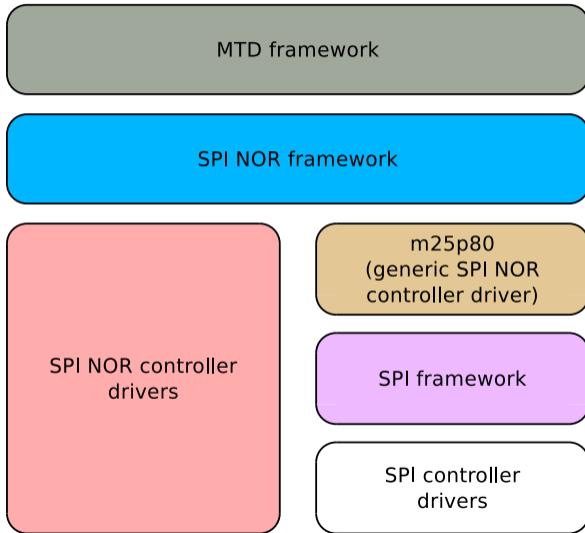 MTD framework
SPI NOR framework
m25p80
(generic SPI NOR
controller driver)
SPI NOR controller
drivers
SPI framework
SPI controller
drivers